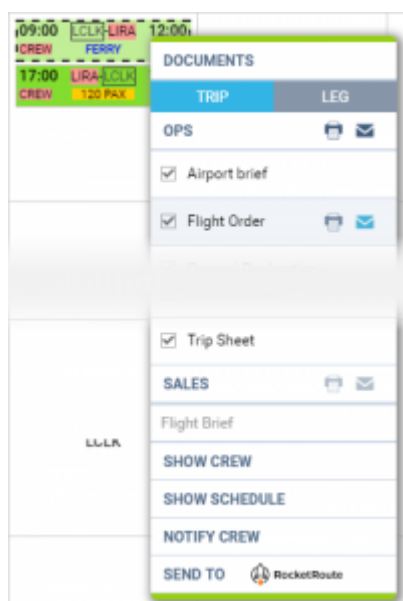 09:00 LCLK-LIRA 12:00
CREW FERRY
17:00 LIRA-LCLK
CREW 120 PAX
DOCUMENTS
TRIP LEG
OPS
Airport brief
Flight Order
Trip Sheet
SALES
Flight Brief
LCLK
SHOW CREW
SHOW SCHEDULE
NOTIFY CREW
SEND TO RocketRoute